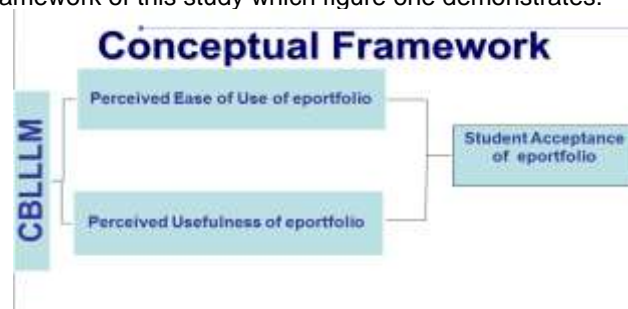 amework of this study which figure one demonstrates.
Conceptual Framework
CBLLLM
Perceived Ease of Use of eportfolio
Perceived Usefulness of eportfolio
Student Acceptance
of eportfolio